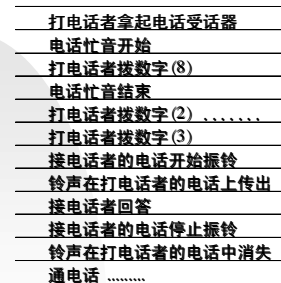 打电话者拿起电话受话器
电话忙音开始
打电话者拨数字(8)
电话忙音结束
打电话者拨数字(2) .......
打电话者拨数字(3)
接电话者的电话开始振铃
铃声在打电话者的电话上传出
接电话者回答
接电话者的电话停止振铃
铃声在打电话者的电话中消失
通电话 .........